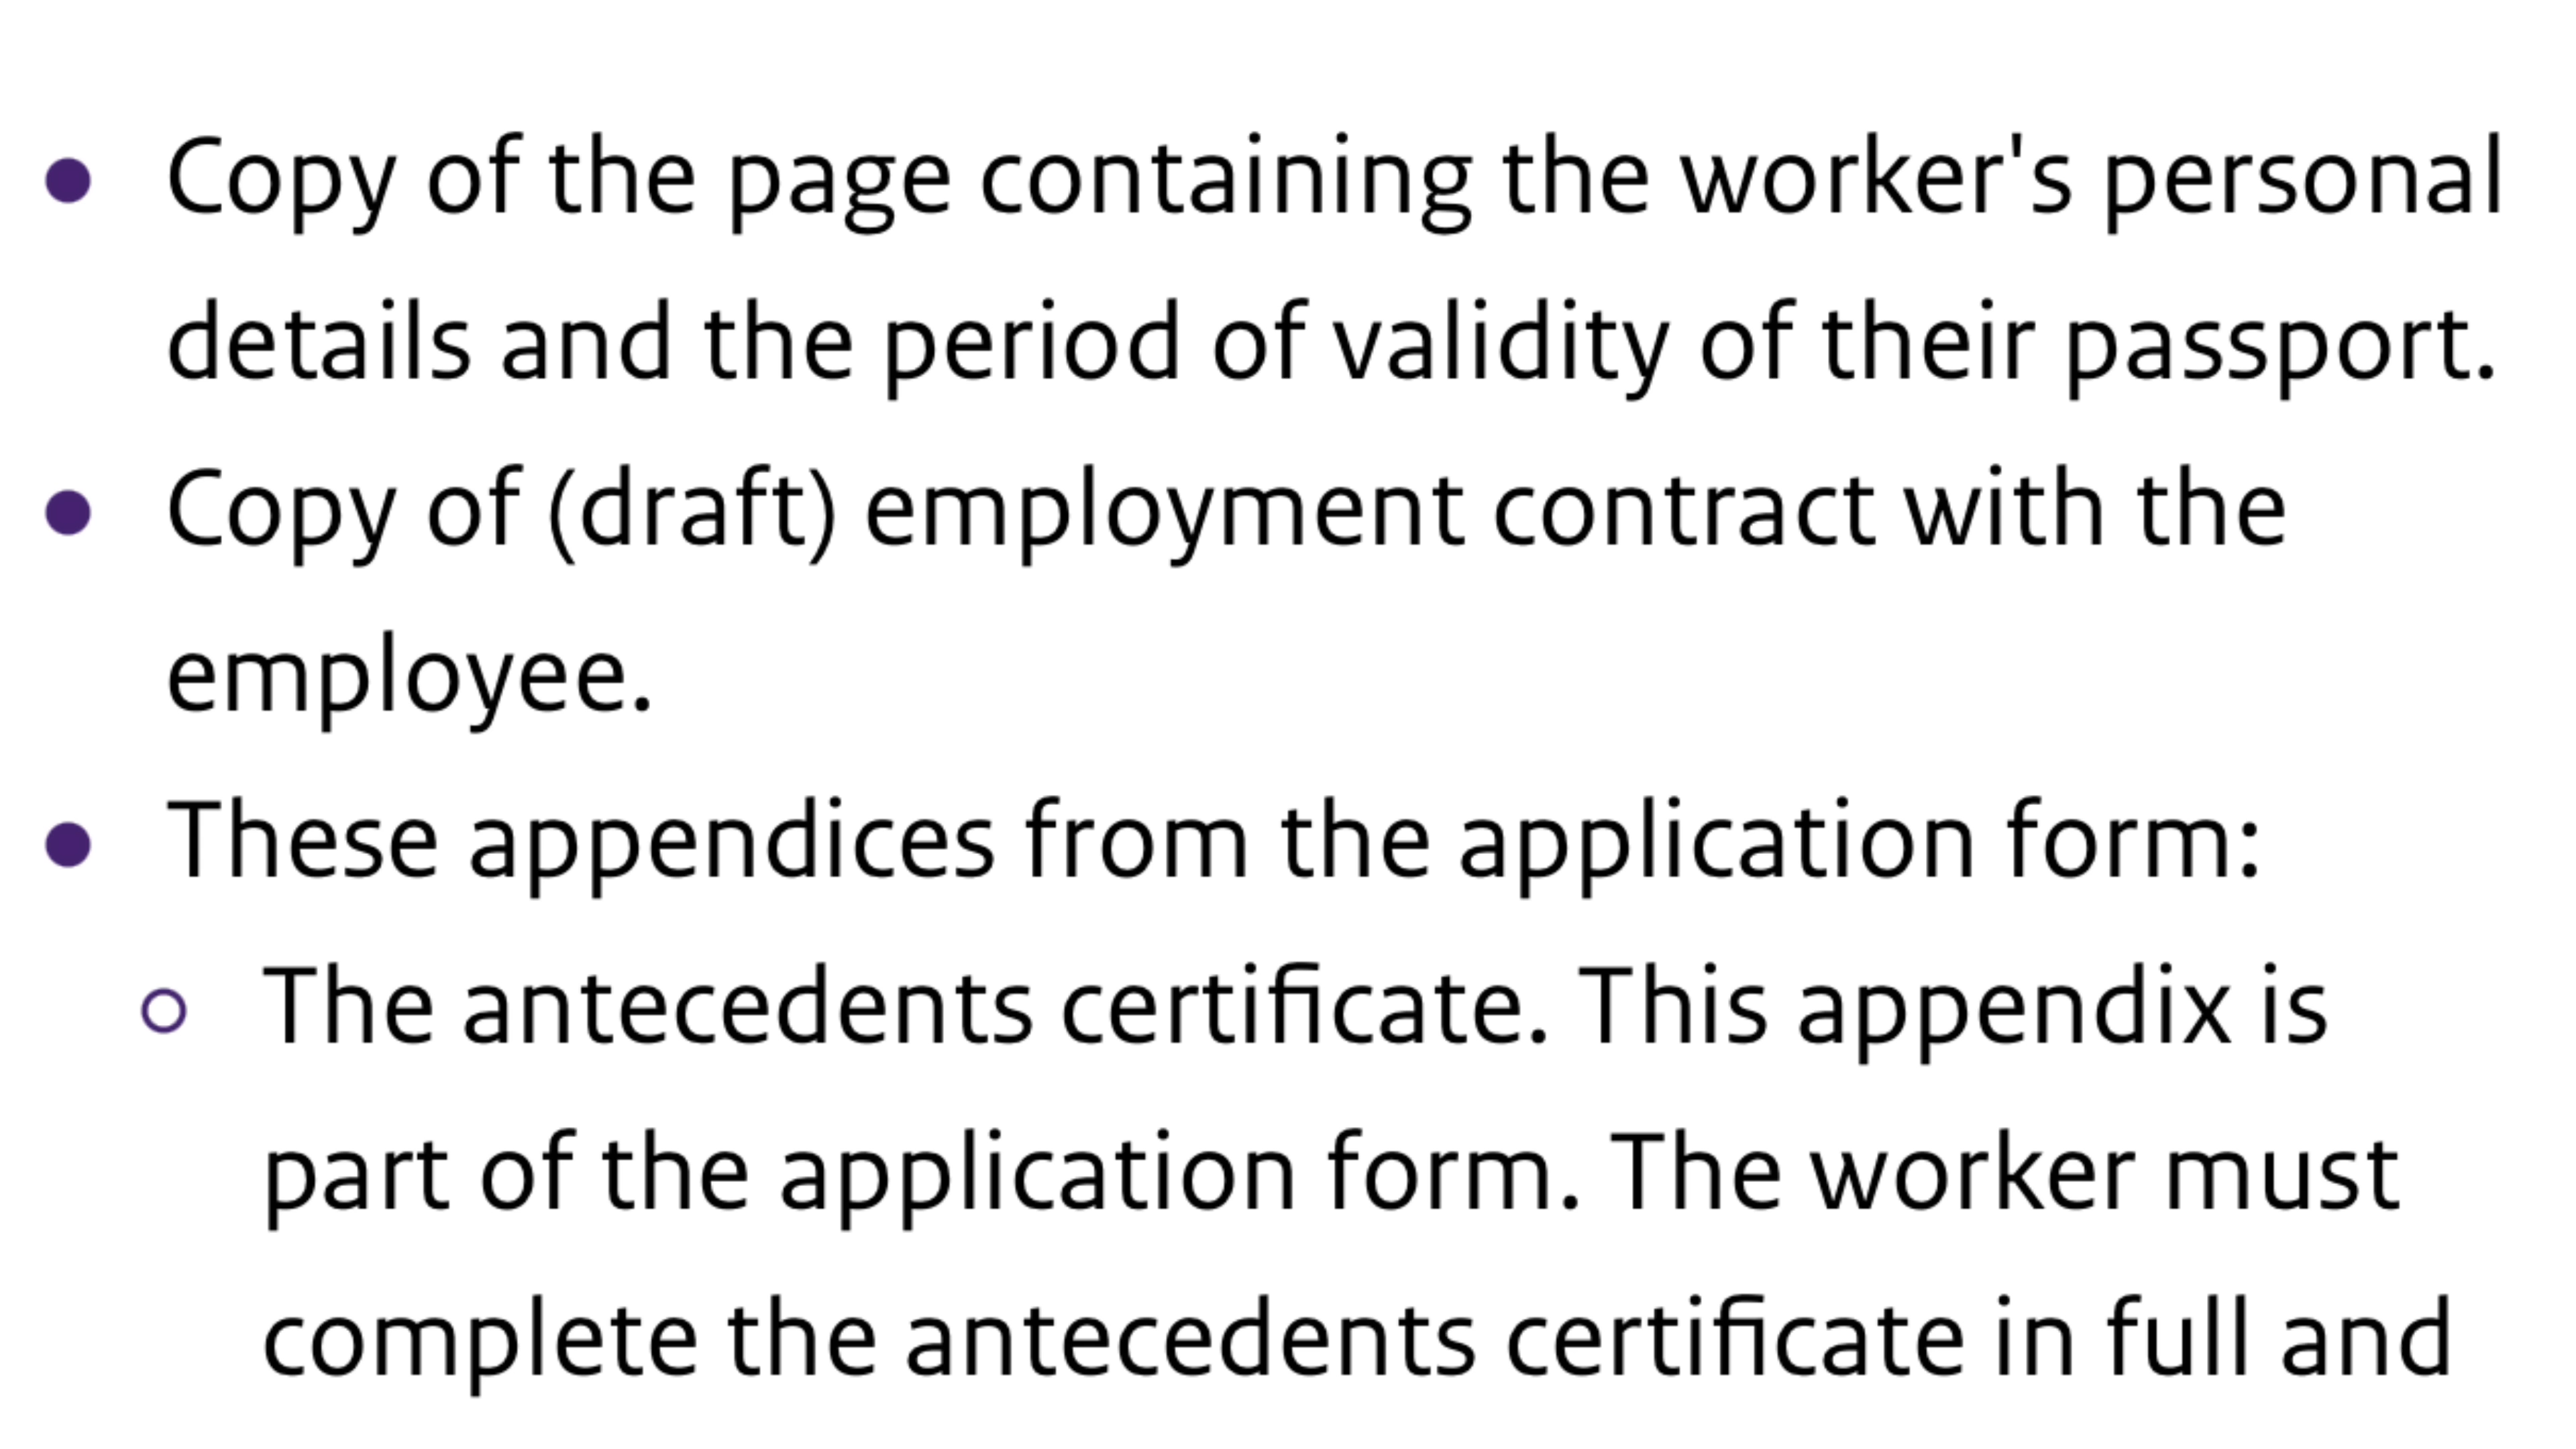 Copy of the page containing the worker's personal
details and the period of validity of their passport.
Copy of (draft) employment contract with the
employee.
These appendices from the application form:
The antecedents certificate. This appendix is
part of the application form. The worker must
complete the antecedents certificate in full and